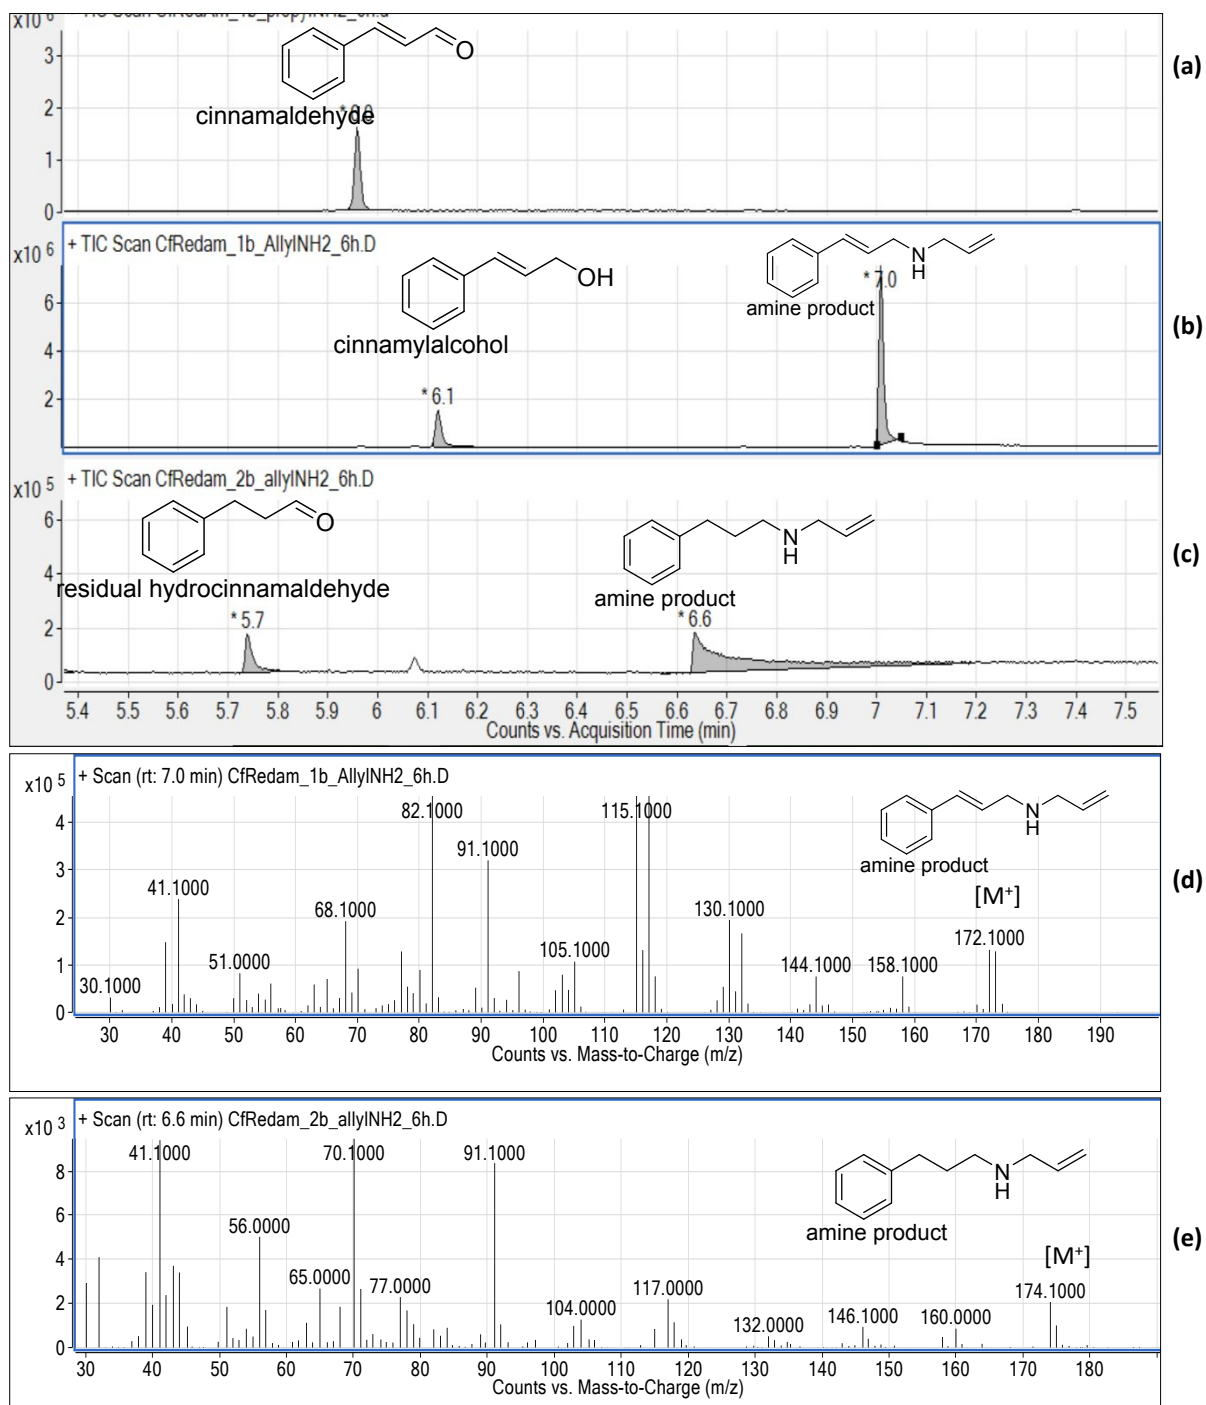 x10 6
+ TIC Scan CfRedAm_1b_propylNH2_6h.d
3
2
1
0
O
cinnamaldehyde
(a)
x10 6
+ TIC Scan CfRedam_1b_AllylNH2_6h.D
6
4
2
OH
cinnamylalcohol
* 6.1
N
H
* 7.0
amine product
(b)
x10 5
+ TIC Scan CfRedam_2b_allylNH2_6h.D
6
4
2
0
O
residual hydrocinnamaldehyde
* 5.7
N
H
amine product
* 6.6
(c)
5.4 5.5 5.6 5.7 5.8 5.9 6 6.1 6.2 6.3 6.4 6.5 6.6 6.7 6.8 6.9 7 7.1 7.2 7.3 7.4 7.5
Counts vs. Acquisition Time (min)
x10 5
+ Scan (rt: 7.0 min) CfRedam_1b_AllylNH2_6h.D
4
3
2
1
0
30.1000
41.1000
51.0000
68.1000
82.1000
91.1000
105.1000
115.1000
130.1000
144.1000
158.1000
172.1000
N
H
amine product
[M⁺]
(d)
30 40 50 60 70 80 90 100 110 120 130 140 150 160 170 180 190
Counts vs. Mass-to-Charge (m/z)
x10 3
+ Scan (rt: 6.6 min) CfRedam_2b_allylNH2_6h.D
8
6
4
2
0
41.1000
56.0000
65.0000
70.1000
77.0000
91.1000
104.0000
117.0000
132.0000
146.1000
160.0000
174.1000
N
H
amine product
[M⁺]
(e)
30 40 50 60 70 80 90 100 110 120 130 140 150 160 170 180
Counts vs. Mass-to-Charge (m/z)